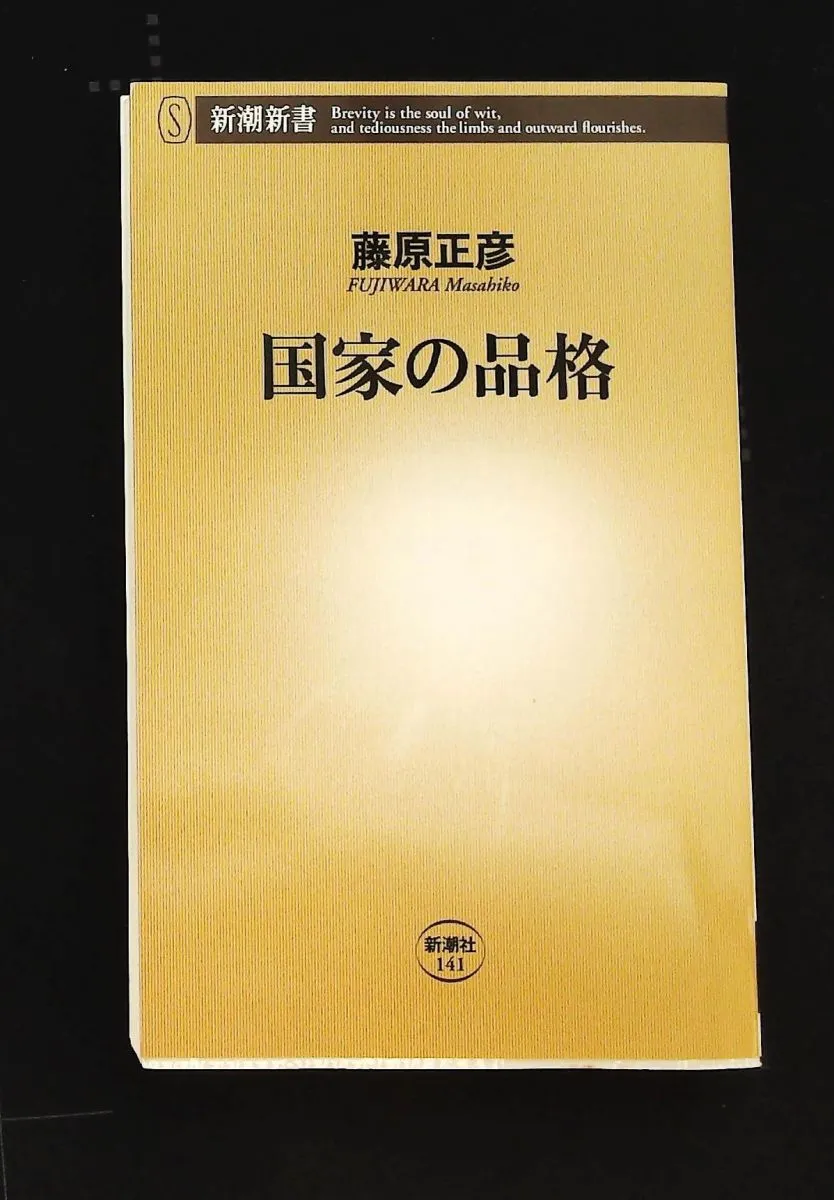 S 新潮新書 Brevity is the soul of wit,
and tediousness the limbs and outward flourishes.
藤原正彦
FUJIWARA Masahiko
国家の品格
新潮社
141